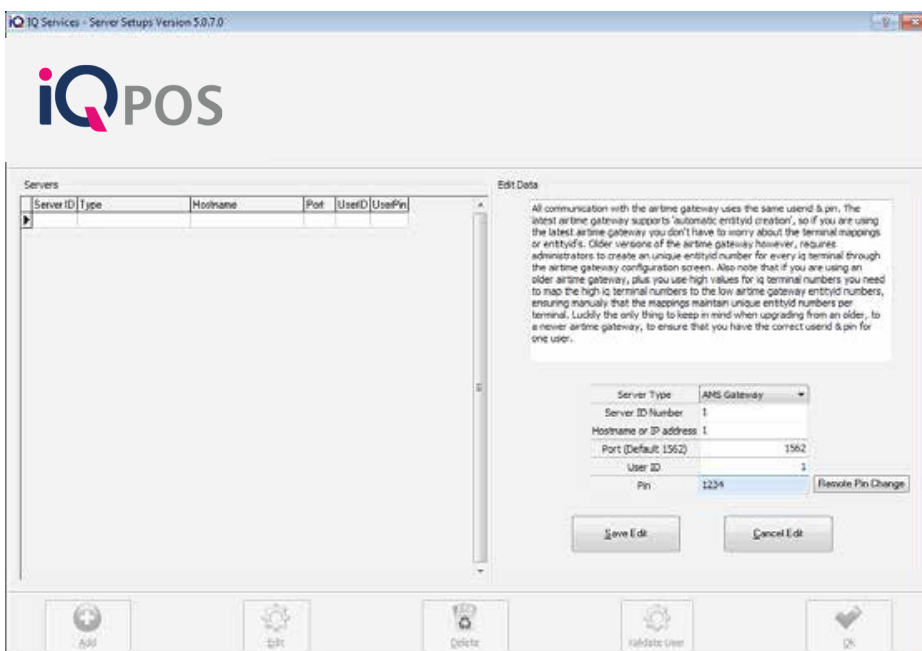 iQ IQ Services - Server Setups Version 5.0.7.0
iQPOS
Servers
Server ID Type Hostname Port UserID UserPin
Edit Data
All communication with the airtime gateway uses the same userid & pin. The
latest airtime gateway supports 'automatic entityid creation', so if you are using
the latest airtime gateway you don't have to worry about the terminal mappings
or entityid's. Older versions of the airtime gateway however, requires
administrators to create an unique entityid number for every iq terminal through
the airtime gateway configuration screen. Also note that if you are using an
older airtime gateway, plus you use high values for iq terminal numbers you need
to map the high iq terminal numbers to the low airtime gateway entityid numbers,
ensuring manualy that the mappings maintain unique entityid numbers per
terminal. Luckily the only thing to keep in mind when upgrading from an older, to
a newer airtime gateway, to ensure that you have the correct userid & pin for
one user.
Server Type AMS Gateway
Server ID Number 1
Hostname or IP address 1
Port (Default 1562) 1562
User ID 1
Pin 1234 Remote Pin Change
Save Edit Cancel Edit
Add Edit Delete Validate User Ok